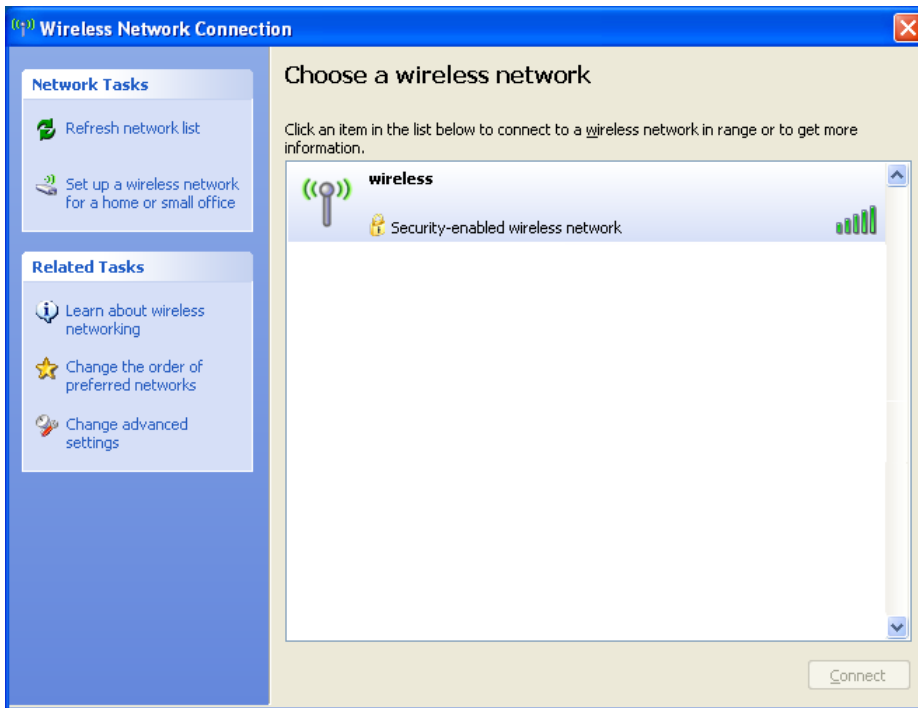 Wireless Network Connection
Network Tasks
Refresh network list
Set up a wireless network
for a home or small office
Related Tasks
Learn about wireless
networking
Change the order of
preferred networks
Change advanced
settings
Choose a wireless network
Click an item in the list below to connect to a wireless network in range or to get more
information.
wireless
Security-enabled wireless network
Connect